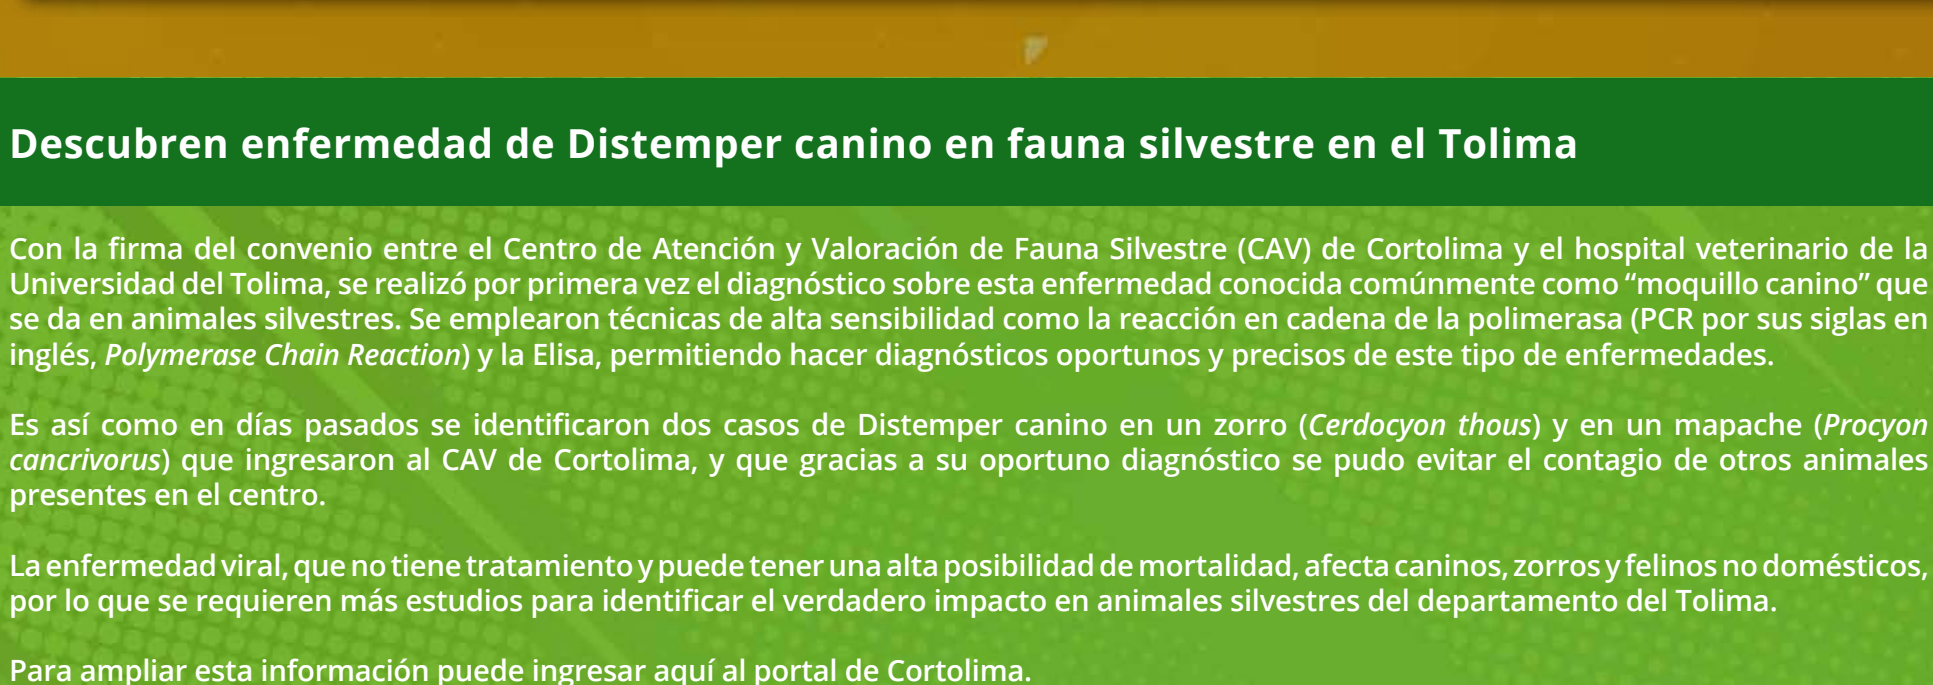 Descubren enfermedad de Distemper canino en fauna silvestre en el Tolima
Con la firma del convenio entre el Centro de Atención y Valoración de Fauna Silvestre (CAV) de Cortolima y el hospital veterinario de la
Universidad del Tolima, se realizó por primera vez el diagnóstico sobre esta enfermedad conocida comúnmente como “moquillo canino” que
se da en animales silvestres. Se emplearon técnicas de alta sensibilidad como la reacción en cadena de la polimerasa (PCR por sus siglas en
inglés, Polymerase Chain Reaction) y la Elisa, permitiendo hacer diagnósticos oportunos y precisos de este tipo de enfermedades.
Es así como en días pasados se identificaron dos casos de Distemper canino en un zorro (Cerdocyon thous) y en un mapache (Procyon
cancrivorus) que ingresaron al CAV de Cortolima, y que gracias a su oportuno diagnóstico se pudo evitar el contagio de otros animales
presentes en el centro.
La enfermedad viral, que no tiene tratamiento y puede tener una alta posibilidad de mortalidad, afecta caninos, zorros y felinos no domésticos,
por lo que se requieren más estudios para identificar el verdadero impacto en animales silvestres del departamento del Tolima.
Para ampliar esta información puede ingresar aquí al portal de Cortolima.